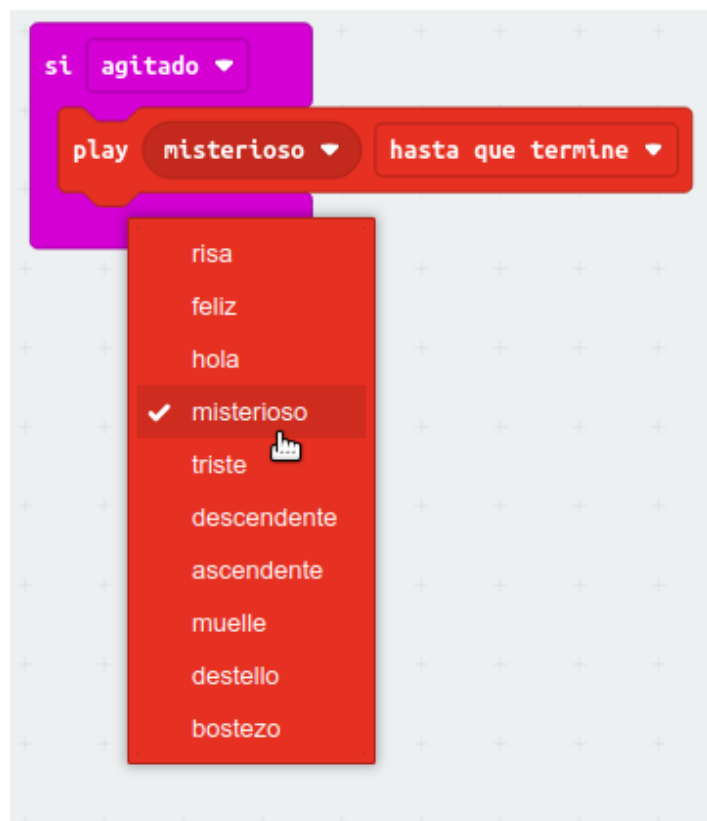 si agitado
play misterioso hasta que termine
risa
feliz
hola
misterioso
triste
descendente
ascendente
muelle
destello
bostezo